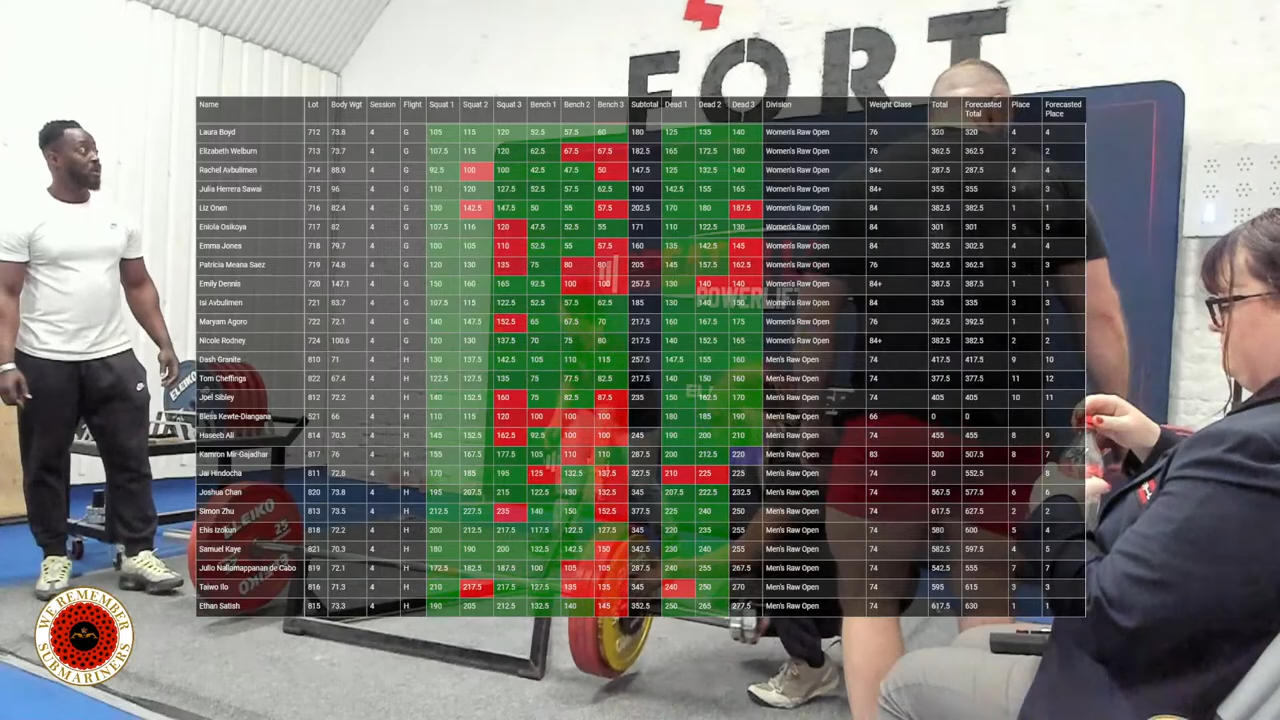 FORT
Name Lot Body Wgt Session Flight Squat 1 Squat 2 Squat 3 Bench 1 Bench 2 Bench 3 Subtotal Dead 1 Dead 2 Dead 3 Division Weight Class Total Forecasted Total Place Forecasted Place
Laura Boyd 712 73.8 4 G 105 115 120 52.5 57.5 60 180 125 135 140 Women's Raw Open 76 320 320 4 4
Elizabeth Welburn 713 73.7 4 G 107.5 115 120 62.5 67.5 67.5 182.5 165 172.5 180 Women's Raw Open 76 362.5 362.5 2 2
Rachel Avbulimen 714 88.9 4 G 92.5 100 100 42.5 47.5 50 147.5 125 132.5 140 Women's Raw Open 84+ 287.5 287.5 4 4
Julia Herrera Sawai 715 96 4 G 110 120 127.5 52.5 57.5 62.5 190 142.5 155 165 Women's Raw Open 84+ 355 355 3 3
Liz Onen 716 82.4 4 G 130 142.5 147.5 50 55 57.5 202.5 170 180 187.5 Women's Raw Open 84 382.5 382.5 1 1
Eniola Osikoya 717 82 4 G 107.5 116 120 47.5 52.5 55 171 110 122.5 130 Women's Raw Open 84 301 301 5 5
Emma Jones 718 79.7 4 G 100 105 110 52.5 55 57.5 160 135 142.5 145 Women's Raw Open 84 302.5 302.5 4 4
Patricia Meana Saez 719 74.8 4 G 120 130 135 75 80 80 205 145 157.5 162.5 Women's Raw Open 76 362.5 362.5 3 3
Emily Dennis 720 147.1 4 G 150 160 165 92.5 100 100 257.5 130 140 140 Women's Raw Open 84+ 387.5 387.5 1 1
Isi Avbulimen 721 83.7 4 G 107.5 115 122.5 52.5 57.5 62.5 185 130 140 150 Women's Raw Open 84 335 335 3 3
Maryam Agoro 722 72.1 4 G 140 147.5 152.5 65 67.5 70 217.5 160 167.5 175 Women's Raw Open 76 392.5 392.5 1 1
Nicole Rodney 724 100.6 4 G 120 130 137.5 70 75 80 217.5 140 152.5 165 Women's Raw Open 84+ 382.5 382.5 2 2
Dash Granite 810 71 4 H 130 137.5 142.5 105 110 115 257.5 147.5 155 160 Men's Raw Open 74 417.5 417.5 9 10
Tom Cheffings 822 67.4 4 H 122.5 127.5 135 75 77.5 82.5 217.5 140 150 160 Men's Raw Open 74 377.5 377.5 11 12
Joel Sibley 812 72.2 4 H 140 152.5 160 75 82.5 87.5 235 150 162.5 170 Men's Raw Open 74 405 405 10 11
Bless Kewte-Diangana 521 66 4 H 110 115 120 100 100 100 180 185 190 Men's Raw Open 66 0 0
Haseeb Ali 814 70.5 4 H 145 152.5 162.5 92.5 100 100 245 190 200 210 Men's Raw Open 74 455 455 8 9
Kamron Mir-Gajadhar 817 76 4 H 155 167.5 177.5 105 110 110 287.5 200 212.5 220 Men's Raw Open 83 500 507.5 8 7
Jai Hindocha 811 72.8 4 H 170 185 195 125 132.5 137.5 327.5 210 225 225 Men's Raw Open 74 0 552.5 8
Joshua Chan 820 73.8 4 H 195 207.5 215 122.5 130 132.5 345 207.5 222.5 232.5 Men's Raw Open 74 567.5 577.5 6 6
Simon Zhu 813 73.5 4 H 212.5 227.5 235 140 150 152.5 377.5 225 240 250 Men's Raw Open 74 617.5 627.5 2 2
Ehis Izokun 818 72.2 4 H 200 212.5 217.5 117.5 122.5 127.5 345 220 235 255 Men's Raw Open 74 580 600 5 4
Samuel Kaye 821 70.3 4 H 180 190 200 132.5 142.5 150 342.5 230 240 255 Men's Raw Open 74 582.5 597.5 4 5
Julio Nallamappanan de Cabo 819 72.1 4 H 172.5 182.5 187.5 100 105 105 287.5 240 255 267.5 Men's Raw Open 74 542.5 555 7 7
Taiwo Ilo 816 71.3 4 H 210 217.5 217.5 127.5 135 135 345 240 250 270 Men's Raw Open 74 595 615 3 3
Ethan Satish 815 73.3 4 H 190 205 212.5 132.5 140 145 352.5 250 265 277.5 Men's Raw Open 74 617.5 630 1 1
POWERLIF
ELEIKO
ELEIKO
25
WE REMEMBER SUBMARINERS